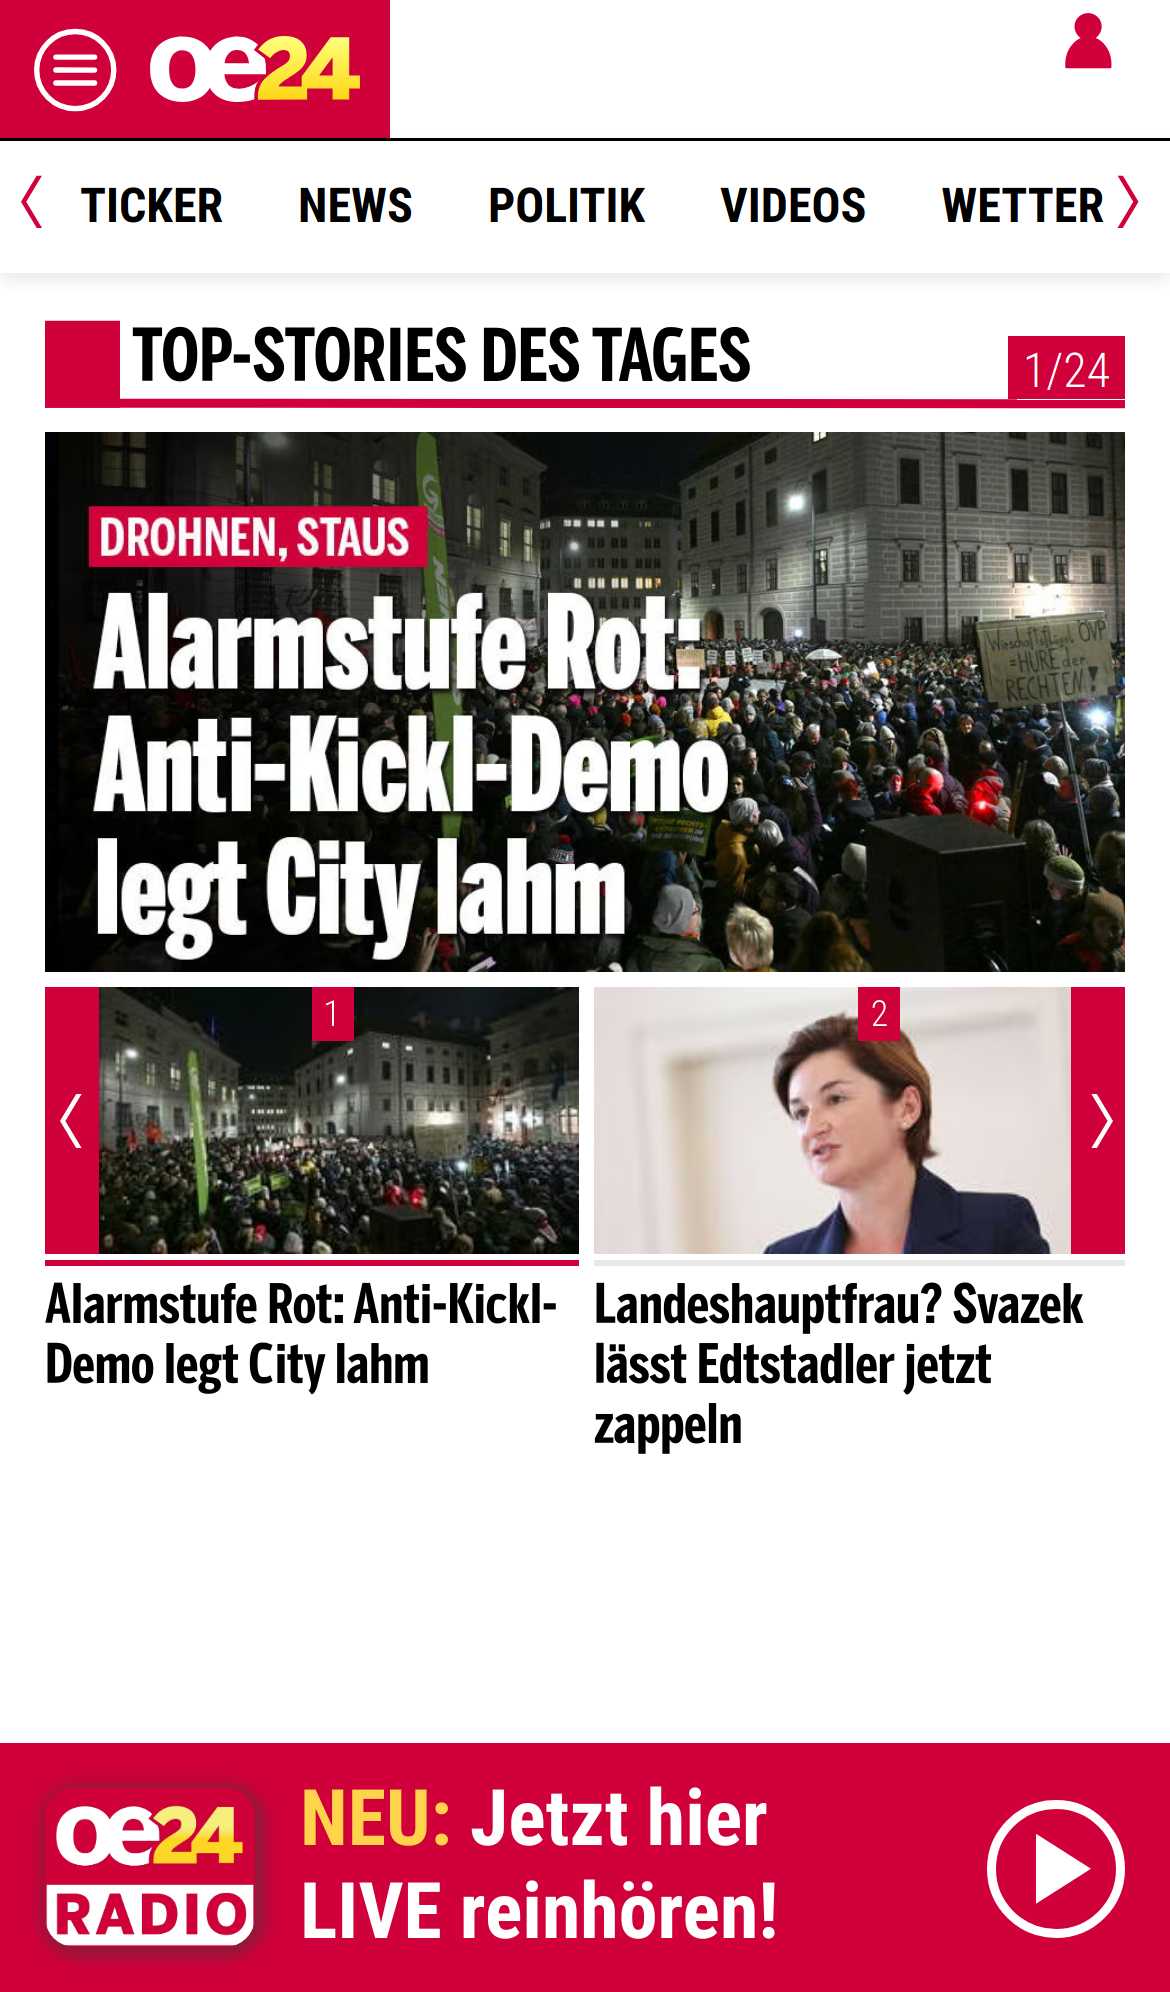 oe24
TICKER NEWS POLITIK VIDEOS WETTER
TOP-STORIES DES TAGES
1/24
DROHNEN, STAUS
Alarmstufe Rot:
Anti-Kickl-Demo
legt City lahm
Wirschaftsflügel ÖVP
=HURE der
RECHTEN!
1
2
Alarmstufe Rot: Anti-Kickl-
Demo legt City lahm
Landeshauptfrau? Svazek
lässt Edtstadler jetzt
zappeln
oe24
RADIO
NEU: Jetzt hier
LIVE reinhören!